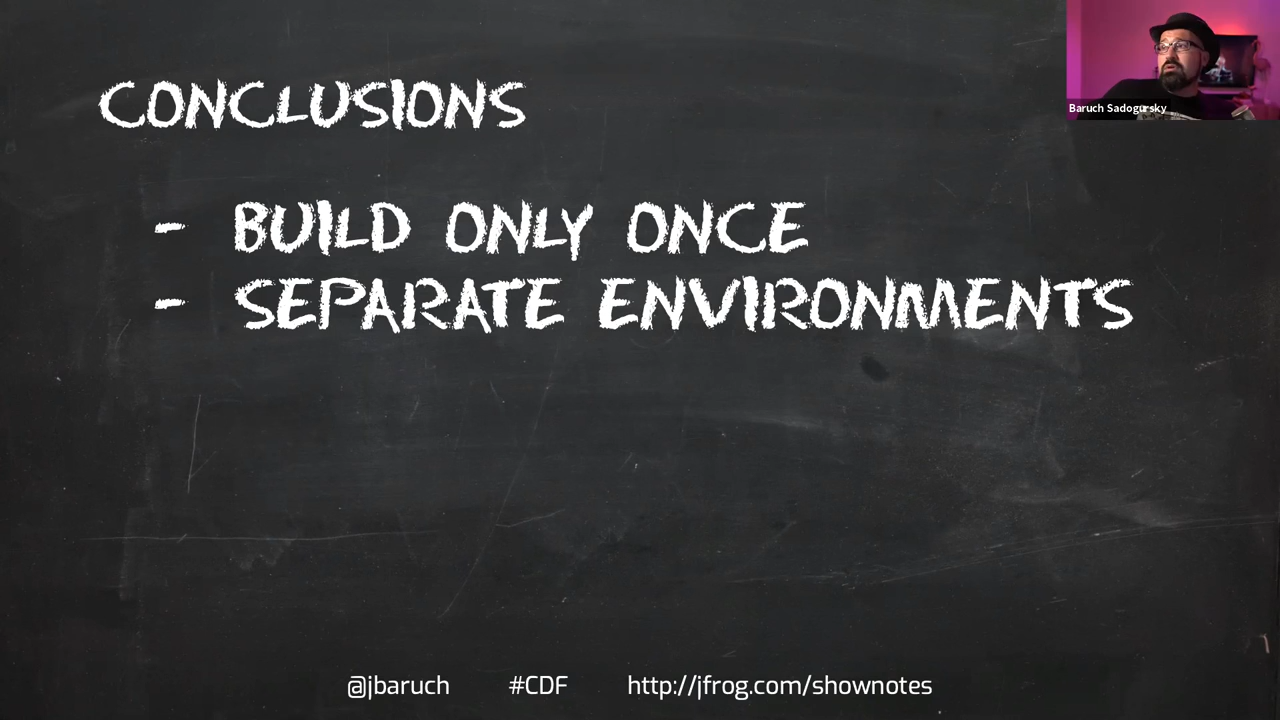 CONCLUSIONS
- BUILD ONLY ONCE
- SEPARATE ENVIRONMENTS
Baruch Sadogursky
@jbaruch #CDF http://jfrog.com/shownotes